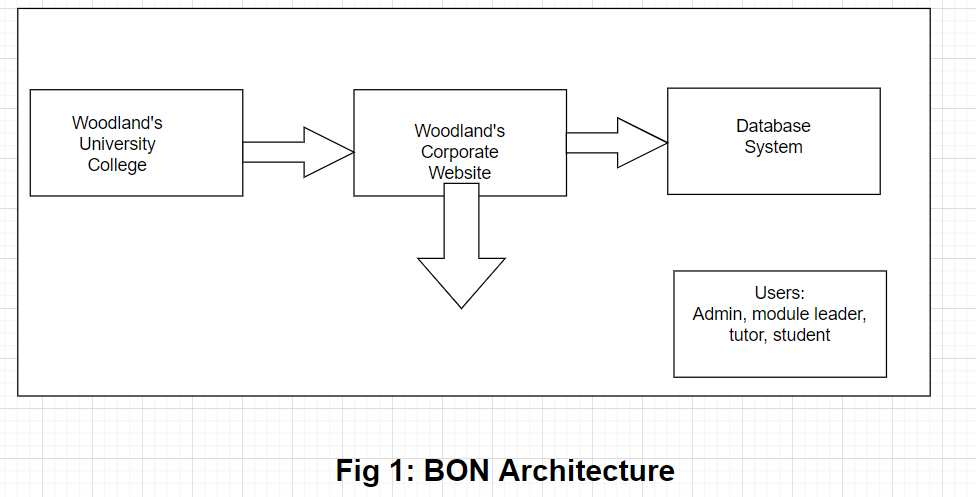 Woodland's
University
College
Woodland's
Corporate
Website
Database
System
Users:
Admin, module leader,
tutor, student
Fig 1: BON Architecture